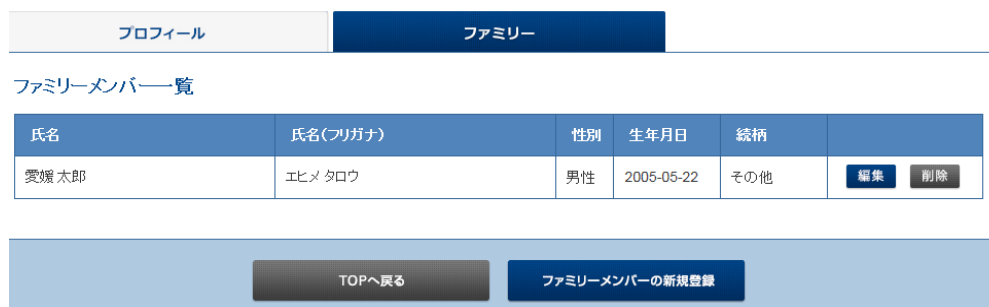 プロフィール ファミリー
ファミリーメンバー一覧
氏名 氏名(フリガナ) 性別 生年月日 続柄
愛媛 太郎 エヒメ タロウ 男性 2005-05-22 その他 編集 削除
TOPへ戻る ファミリーメンバーの新規登録